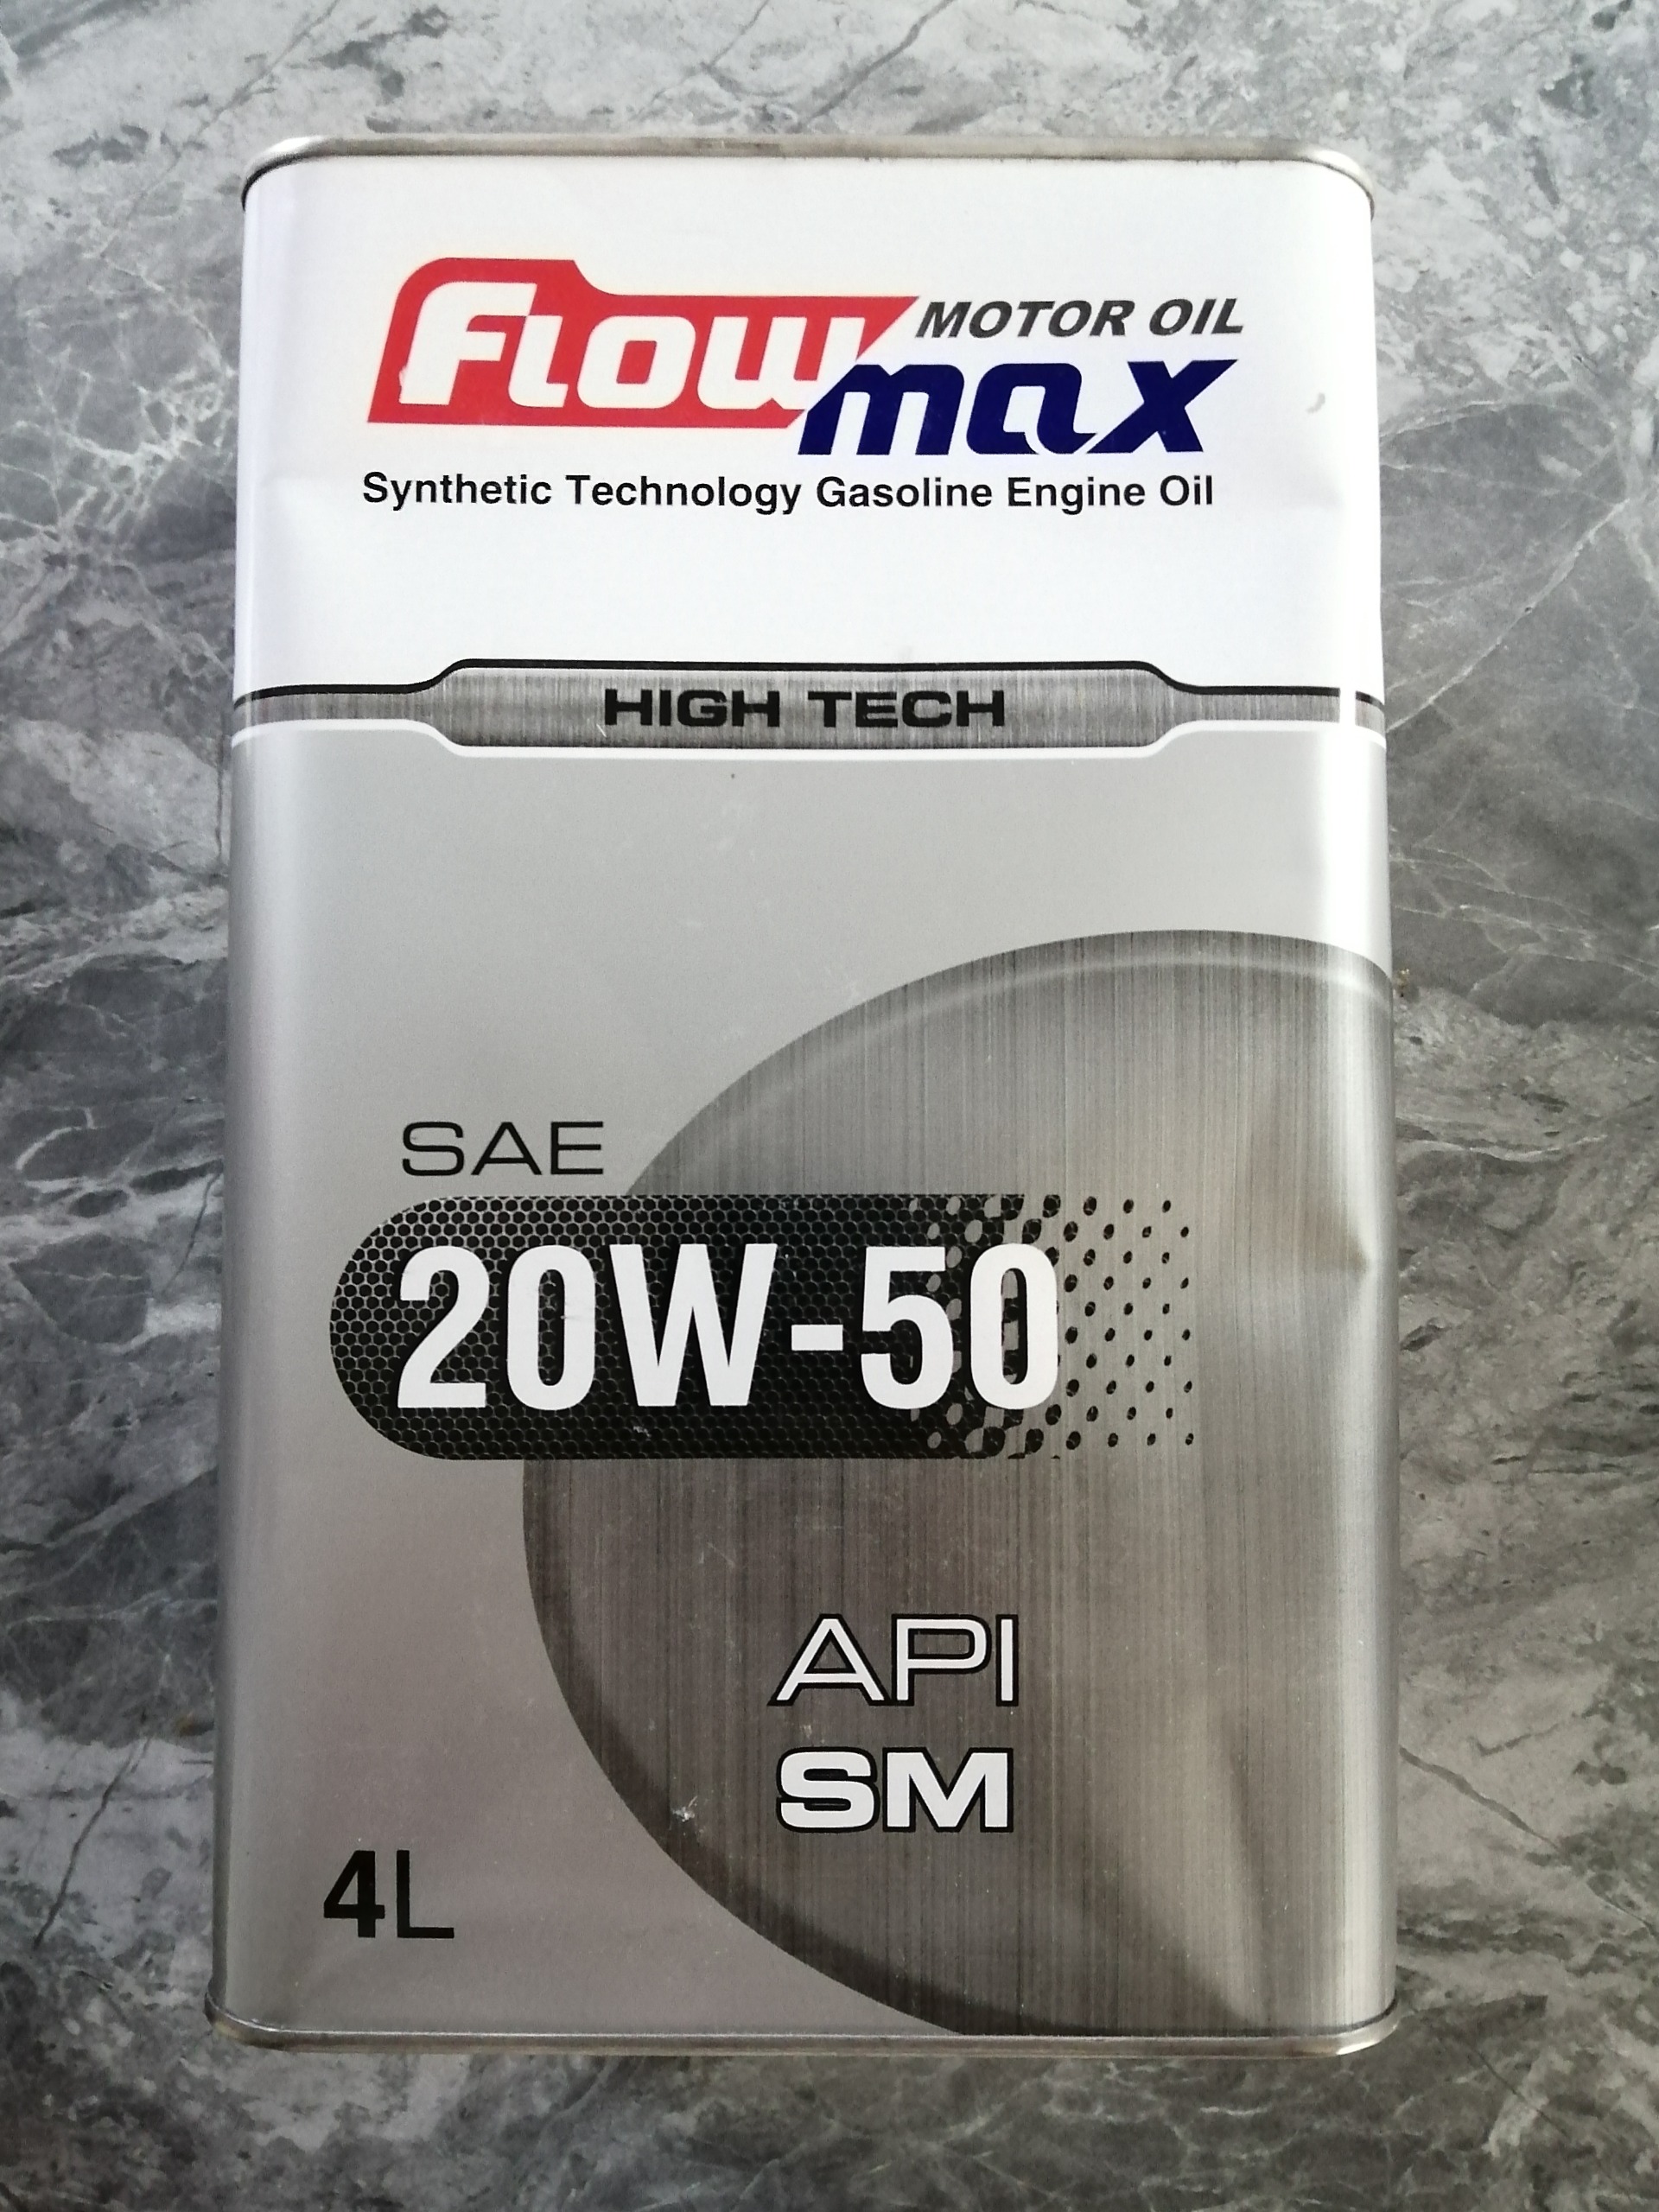 Flow
MOTOR OIL
max
Synthetic Technology Gasoline Engine Oil
HIGH TECH
SAE
20W-50
API
SM
4L